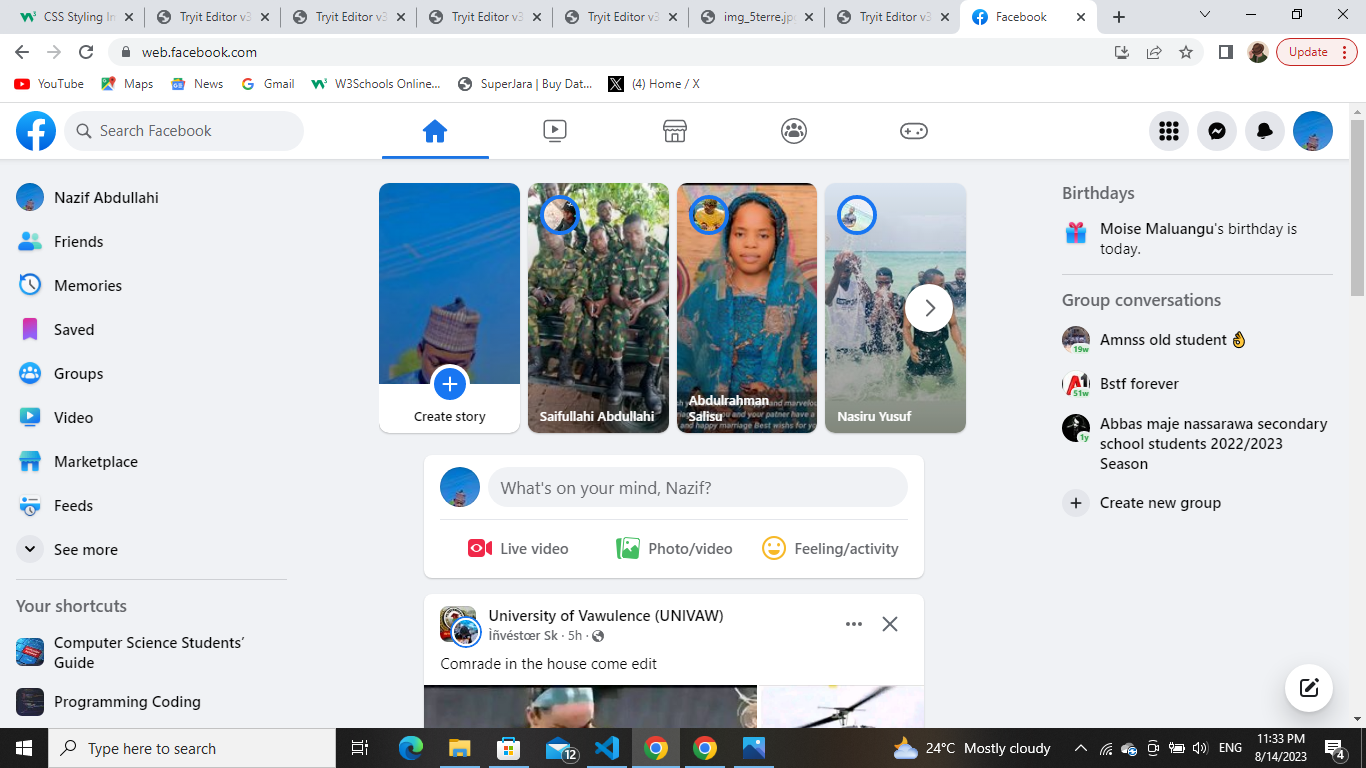 CSS Styling In
Tryit Editor v3
Tryit Editor v3
Tryit Editor v3
Tryit Editor v3
img_5terre.jp
Tryit Editor v3
Facebook
web.facebook.com
Update
YouTube
Maps
News
Gmail
W3Schools Online...
SuperJara | Buy Dat...
(4) Home / X
Search Facebook
Nazif Abdullahi
Friends
Memories
Saved
Groups
Video
Marketplace
Feeds
See more
Your shortcuts
Computer Science Students'
Guide
Programming Coding
Create story
Saifullahi Abdullahi
Abdulrahman
Salisu
Nasiru Yusuf
What's on your mind, Nazif?
Live video
Photo/video
Feeling/activity
University of Vawulence (UNIVAW)
Ïñvéstœr Sk · 5h ·
Comrade in the house come edit
Birthdays
Moise Maluangu's birthday is
today.
Group conversations
Amnss old student 👌
19w
Bstf forever
51w
Abbas maje nassarawa secondary
school students 2022/2023
Season
1y
Create new group
Type here to search
12
24°C Mostly cloudy
ENG
11:33 PM
8/14/2023
4